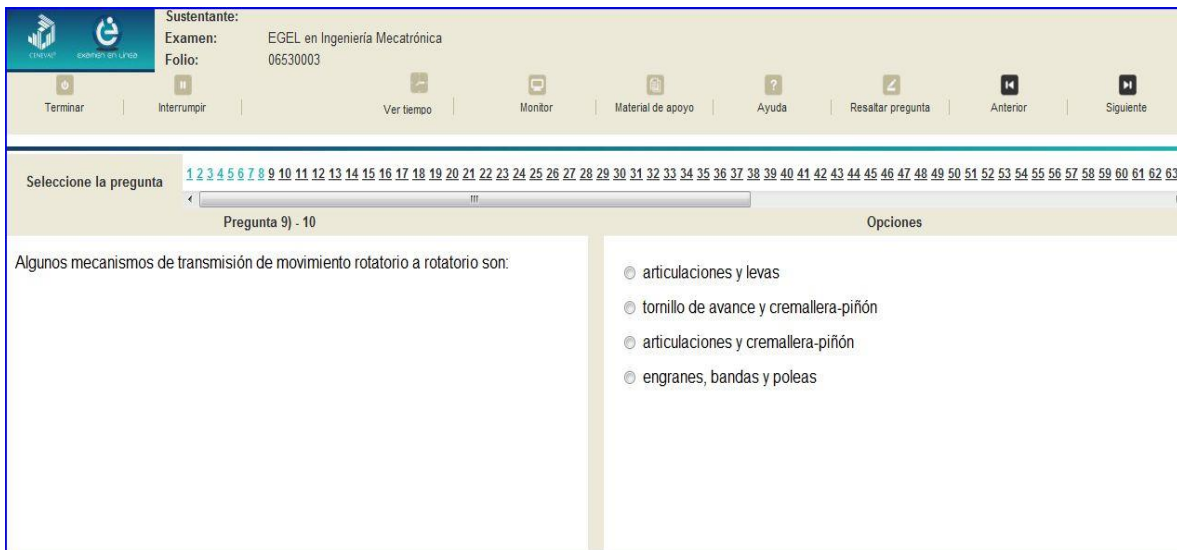 Sustentante:
Examen: EGEL en Ingeniería Mecatrónica
Folio: 06530003
CENEVAL
examen en línea
Terminar
Interrumpir
Ver tiempo
Monitor
Material de apoyo
Ayuda
Resaltar pregunta
Anterior
Siguiente
Seleccione la pregunta
1 2 3 4 5 6 7 8 9 10 11 12 13 14 15 16 17 18 19 20 21 22 23 24 25 26 27 28 29 30 31 32 33 34 35 36 37 38 39 40 41 42 43 44 45 46 47 48 49 50 51 52 53 54 55 56 57 58 59 60 61 62 63
Pregunta 9) - 10
Opciones
Algunos mecanismos de transmisión de movimiento rotatorio a rotatorio son:
articulaciones y levas
tornillo de avance y cremallera-piñón
articulaciones y cremallera-piñón
engranes, bandas y poleas